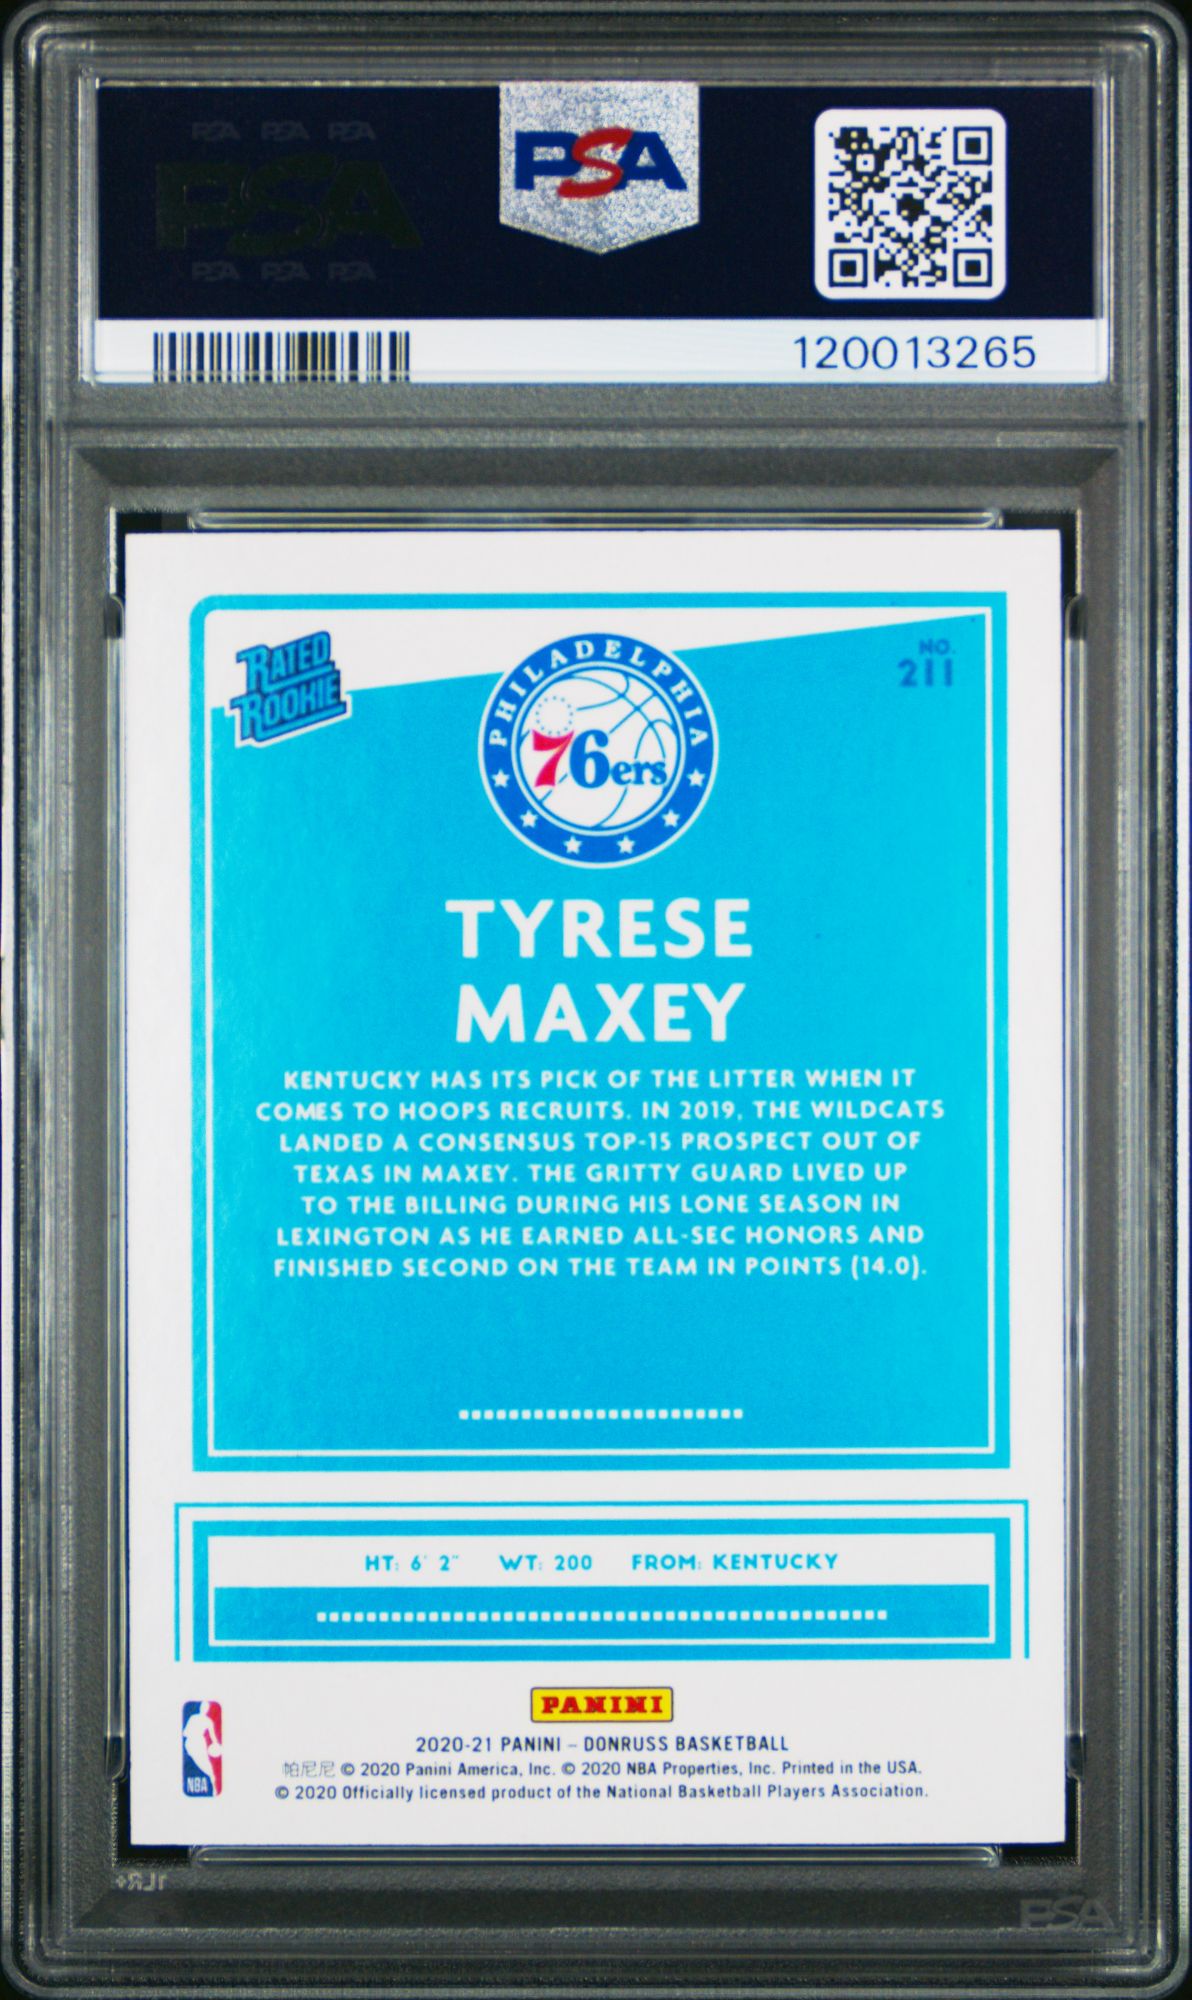 PSA PSA PSA
PSA
PSA PSA PSA
PSA
120013265
RATED
ROOKIE
NO.
211
PHILADELPHIA
76ers
TYRESE
MAXEY
KENTUCKY HAS ITS PICK OF THE LITTER WHEN IT
COMES TO HOOPS RECRUITS. IN 2019, THE WILDCATS
LANDED A CONSENSUS TOP-15 PROSPECT OUT OF
TEXAS IN MAXEY. THE GRITTY GUARD LIVED UP
TO THE BILLING DURING HIS LONE SEASON IN
LEXINGTON AS HE EARNED ALL-SEC HONORS AND
FINISHED SECOND ON THE TEAM IN POINTS (14.0).
HT: 6' 2" WT: 200 FROM: KENTUCKY
PANINI
NBA
2020-21 PANINI – DONRUSS BASKETBALL
帕尼尼 © 2020 Panini America, Inc. © 2020 NBA Properties, Inc. Printed in the USA.
© 2020 Officially licensed product of the National Basketball Players Association.
1LR+
PSA